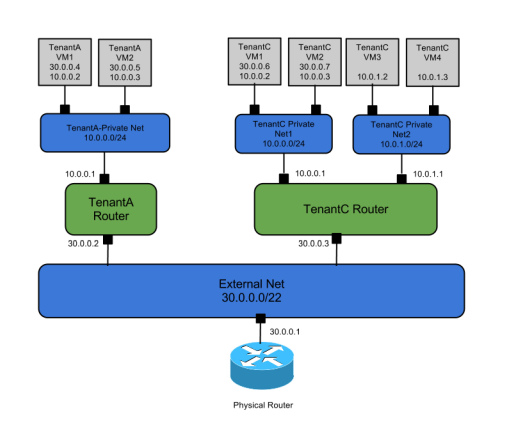 TenantA
VM1
30.0.0.4
10.0.0.2
TenantA
VM2
30.0.0.5
10.0.0.3
TenantC
VM1
30.0.0.6
10.0.0.2
TenantC
VM2
30.0.0.7
10.0.0.3
TenantC
VM3
10.0.1.2
TenantC
VM4
10.0.1.3
TenantA-Private Net
10.0.0.0/24
TenantC Private
Net1
10.0.0.0/24
TenantC Private
Net2
10.0.1.0/24
10.0.0.1
10.0.0.1
10.0.1.1
TenantA
Router
TenantC Router
30.0.0.2
30.0.0.3
External Net
30.0.0.0/22
30.0.0.1
Physical Router